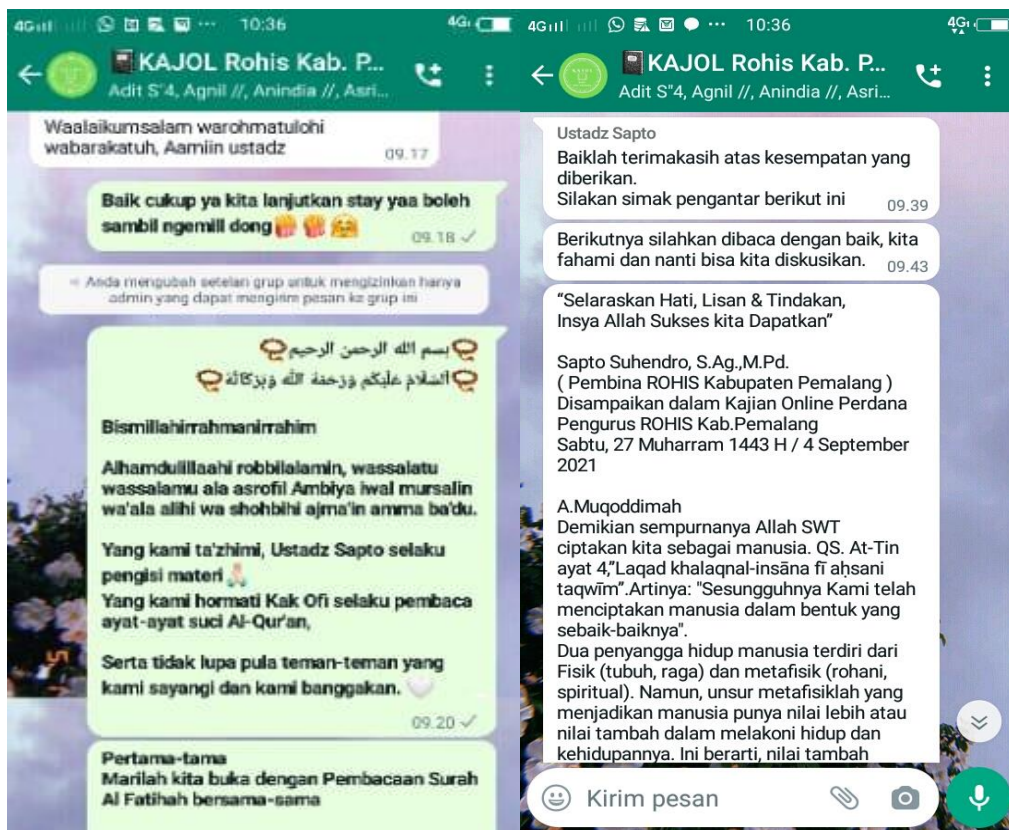 4G 10:36 4G
KAJOL Rohis Kab. P...
Adit S"4, Agnil //, Anindia //, Asri...
Waalaikumsalam warohmatulohi
wabarakatuh, Aamiin ustadz
09.17
Baik cukup ya kita lanjutkan stay yaa boleh
sambil ngemill dong
09.18
Anda mengubah setelan grup untuk mengizinkan hanya
admin yang dapat mengirim pesan ke grup ini
بسم الله الرحمن الرحيم
السلام عليكم ورحمة الله وبركاته
Bismillahirrahmanirrahim
Alhamdulillaahi robbilalamin, wassalatu
wassalamu ala asrofil Ambiya iwal mursalin
wa'ala alihi wa shohbihi ajma'in amma ba'du.
Yang kami ta'zhimi, Ustadz Sapto selaku
pengisi materi
Yang kami hormati Kak Ofi selaku pembaca
ayat-ayat suci Al-Qur'an,
Serta tidak lupa pula teman-teman yang
kami sayangi dan kami banggakan.
09.20
Pertama-tama
Marilah kita buka dengan Pembacaan Surah
Al Fatihah bersama-sama
4G 10:36 4G
KAJOL Rohis Kab. P...
Adit S"4, Agnil //, Anindia //, Asri...
Ustadz Sapto
Baiklah terimakasih atas kesempatan yang
diberikan.
Silakan simak pengantar berikut ini
09.39
Berikutnya silahkan dibaca dengan baik, kita
fahami dan nanti bisa kita diskusikan.
09.43
“Selaraskan Hati, Lisan & Tindakan,
Insya Allah Sukses kita Dapatkan”
Sapto Suhendro, S.Ag.,M.Pd.
( Pembina ROHIS Kabupaten Pemalang )
Disampaikan dalam Kajian Online Perdana
Pengurus ROHIS Kab.Pemalang
Sabtu, 27 Muharram 1443 H / 4 September
2021
A.Muqoddimah
Demikian sempurnanya Allah SWT
ciptakan kita sebagai manusia. QS. At-Tin
ayat 4,”Laqad khalaqnal-insāna fī aḥsani
taqwīm”.Artinya: "Sesungguhnya Kami telah
menciptakan manusia dalam bentuk yang
sebaik-baiknya".
Dua penyangga hidup manusia terdiri dari
Fisik (tubuh, raga) dan metafisik (rohani,
spiritual). Namun, unsur metafisiklah yang
menjadikan manusia punya nilai lebih atau
nilai tambah dalam melakoni hidup dan
kehidupannya. Ini berarti, nilai tambah
Kirim pesan